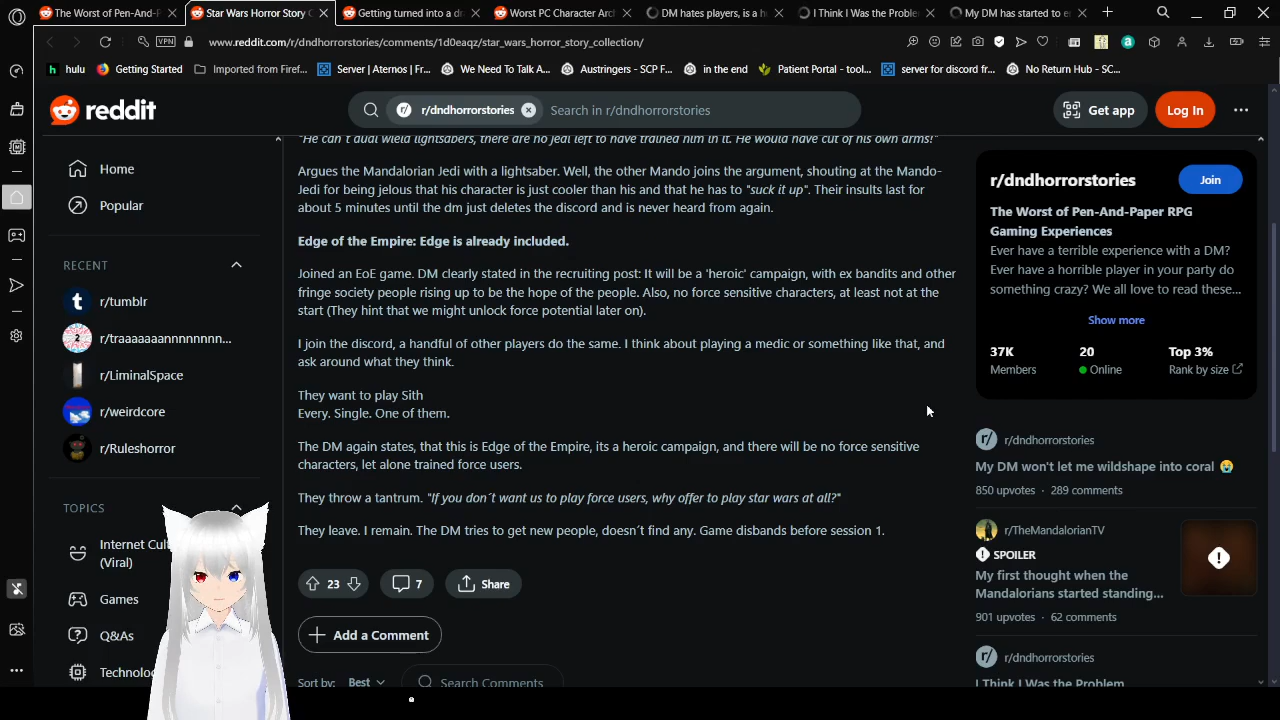 The Worst of Pen-And-P
Star Wars Horror Story C
Getting turned into a dr
Worst PC Character Arc
DM hates players, is a h
I Think I Was the Proble
My DM has started to e
VPN
www.reddit.com/r/dndhorrorstories/comments/1d0eaqz/star_wars_horror_story_collection/
hulu
Getting Started
Imported from Firef...
Server | Aternos | Fr...
We Need To Talk A...
Austringers - SCP F...
in the end
Patient Portal - tool...
server for discord fr...
No Return Hub - SC...
reddit
r/dndhorrorstories
Search in r/dndhorrorstories
Get app
Log In
"He can´t dual wield lightsabers, there are no jedi left to have trained him in it. He would have cut of his own arms!"
Argues the Mandalorian Jedi with a lightsaber. Well, the other Mando joins the argument, shouting at the Mando-
Jedi for being jelous that his character is just cooler than his and that he has to "suck it up". Their insults last for
about 5 minutes until the dm just deletes the discord and is never heard from again.
Edge of the Empire: Edge is already included.
Joined an EoE game. DM clearly stated in the recruiting post: It will be a 'heroic' campaign, with ex bandits and other
fringe society people rising up to be the hope of the people. Also, no force sensitive characters, at least not at the
start (They hint that we might unlock force potential later on).
I join the discord, a handful of other players do the same. I think about playing a medic or something like that, and
ask around what they think.
They want to play Sith
Every. Single. One of them.
The DM again states, that this is Edge of the Empire, its a heroic campaign, and there will be no force sensitive
characters, let alone trained force users.
They throw a tantrum. "If you don´t want us to play force users, why offer to play star wars at all?"
They leave. I remain. The DM tries to get new people, doesn´t find any. Game disbands before session 1.
23
7
Share
Add a Comment
Sort by:
Best
Search Comments
Home
Popular
RECENT
r/tumblr
r/traaaaaaannnnnnnn...
r/LiminalSpace
r/weirdcore
r/Ruleshorror
TOPICS
Internet Cul
(Viral)
Games
Q&As
Technolo
r/dndhorrorstories
Join
The Worst of Pen-And-Paper RPG
Gaming Experiences
Ever have a terrible experience with a DM?
Ever have a horrible player in your party do
something crazy? We all love to read these...
Show more
37K
Members
20
Online
Top 3%
Rank by size
r/dndhorrorstories
My DM won't let me wildshape into coral 😭
850 upvotes · 289 comments
r/TheMandalorianTV
SPOILER
My first thought when the
Mandalorians started standing...
901 upvotes · 62 comments
r/dndhorrorstories
I Think I Was the Problem